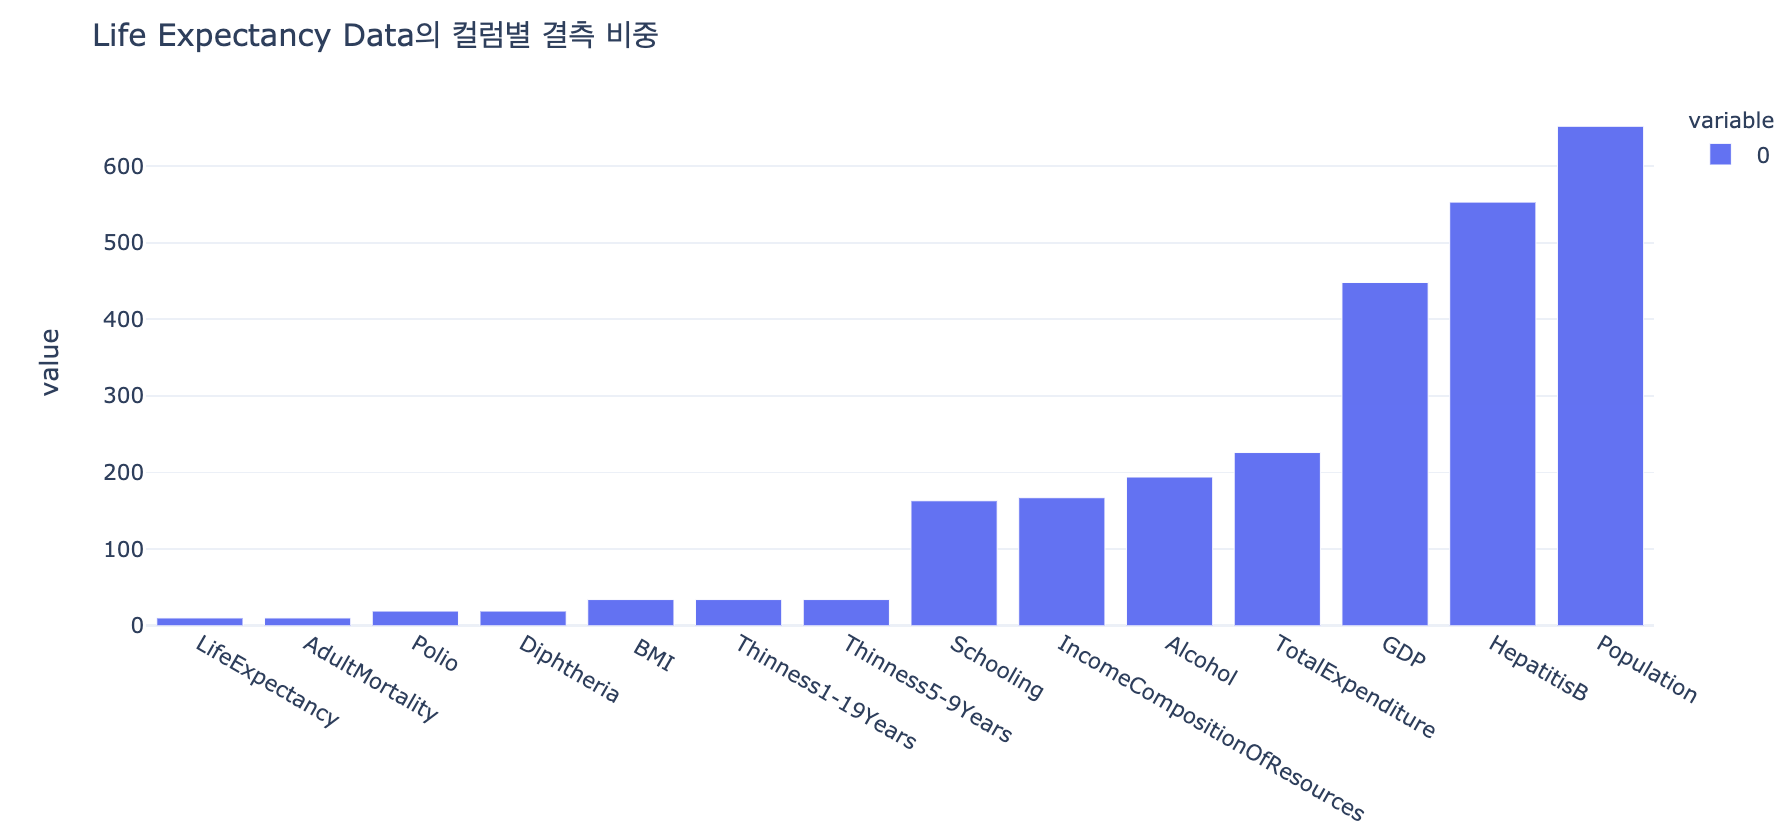 Life Expectancy Data의 컬럼별 결측 비중
variable
0
value
600
500
400
300
200
100
0
LifeExpectancy
AdultMortality
Polio
Diphtheria
BMI
Thinness1-19Years
Thinness5-9Years
Schooling
IncomeCompositionOfResources
Alcohol
TotalExpenditure
GDP
HepatitisB
Population